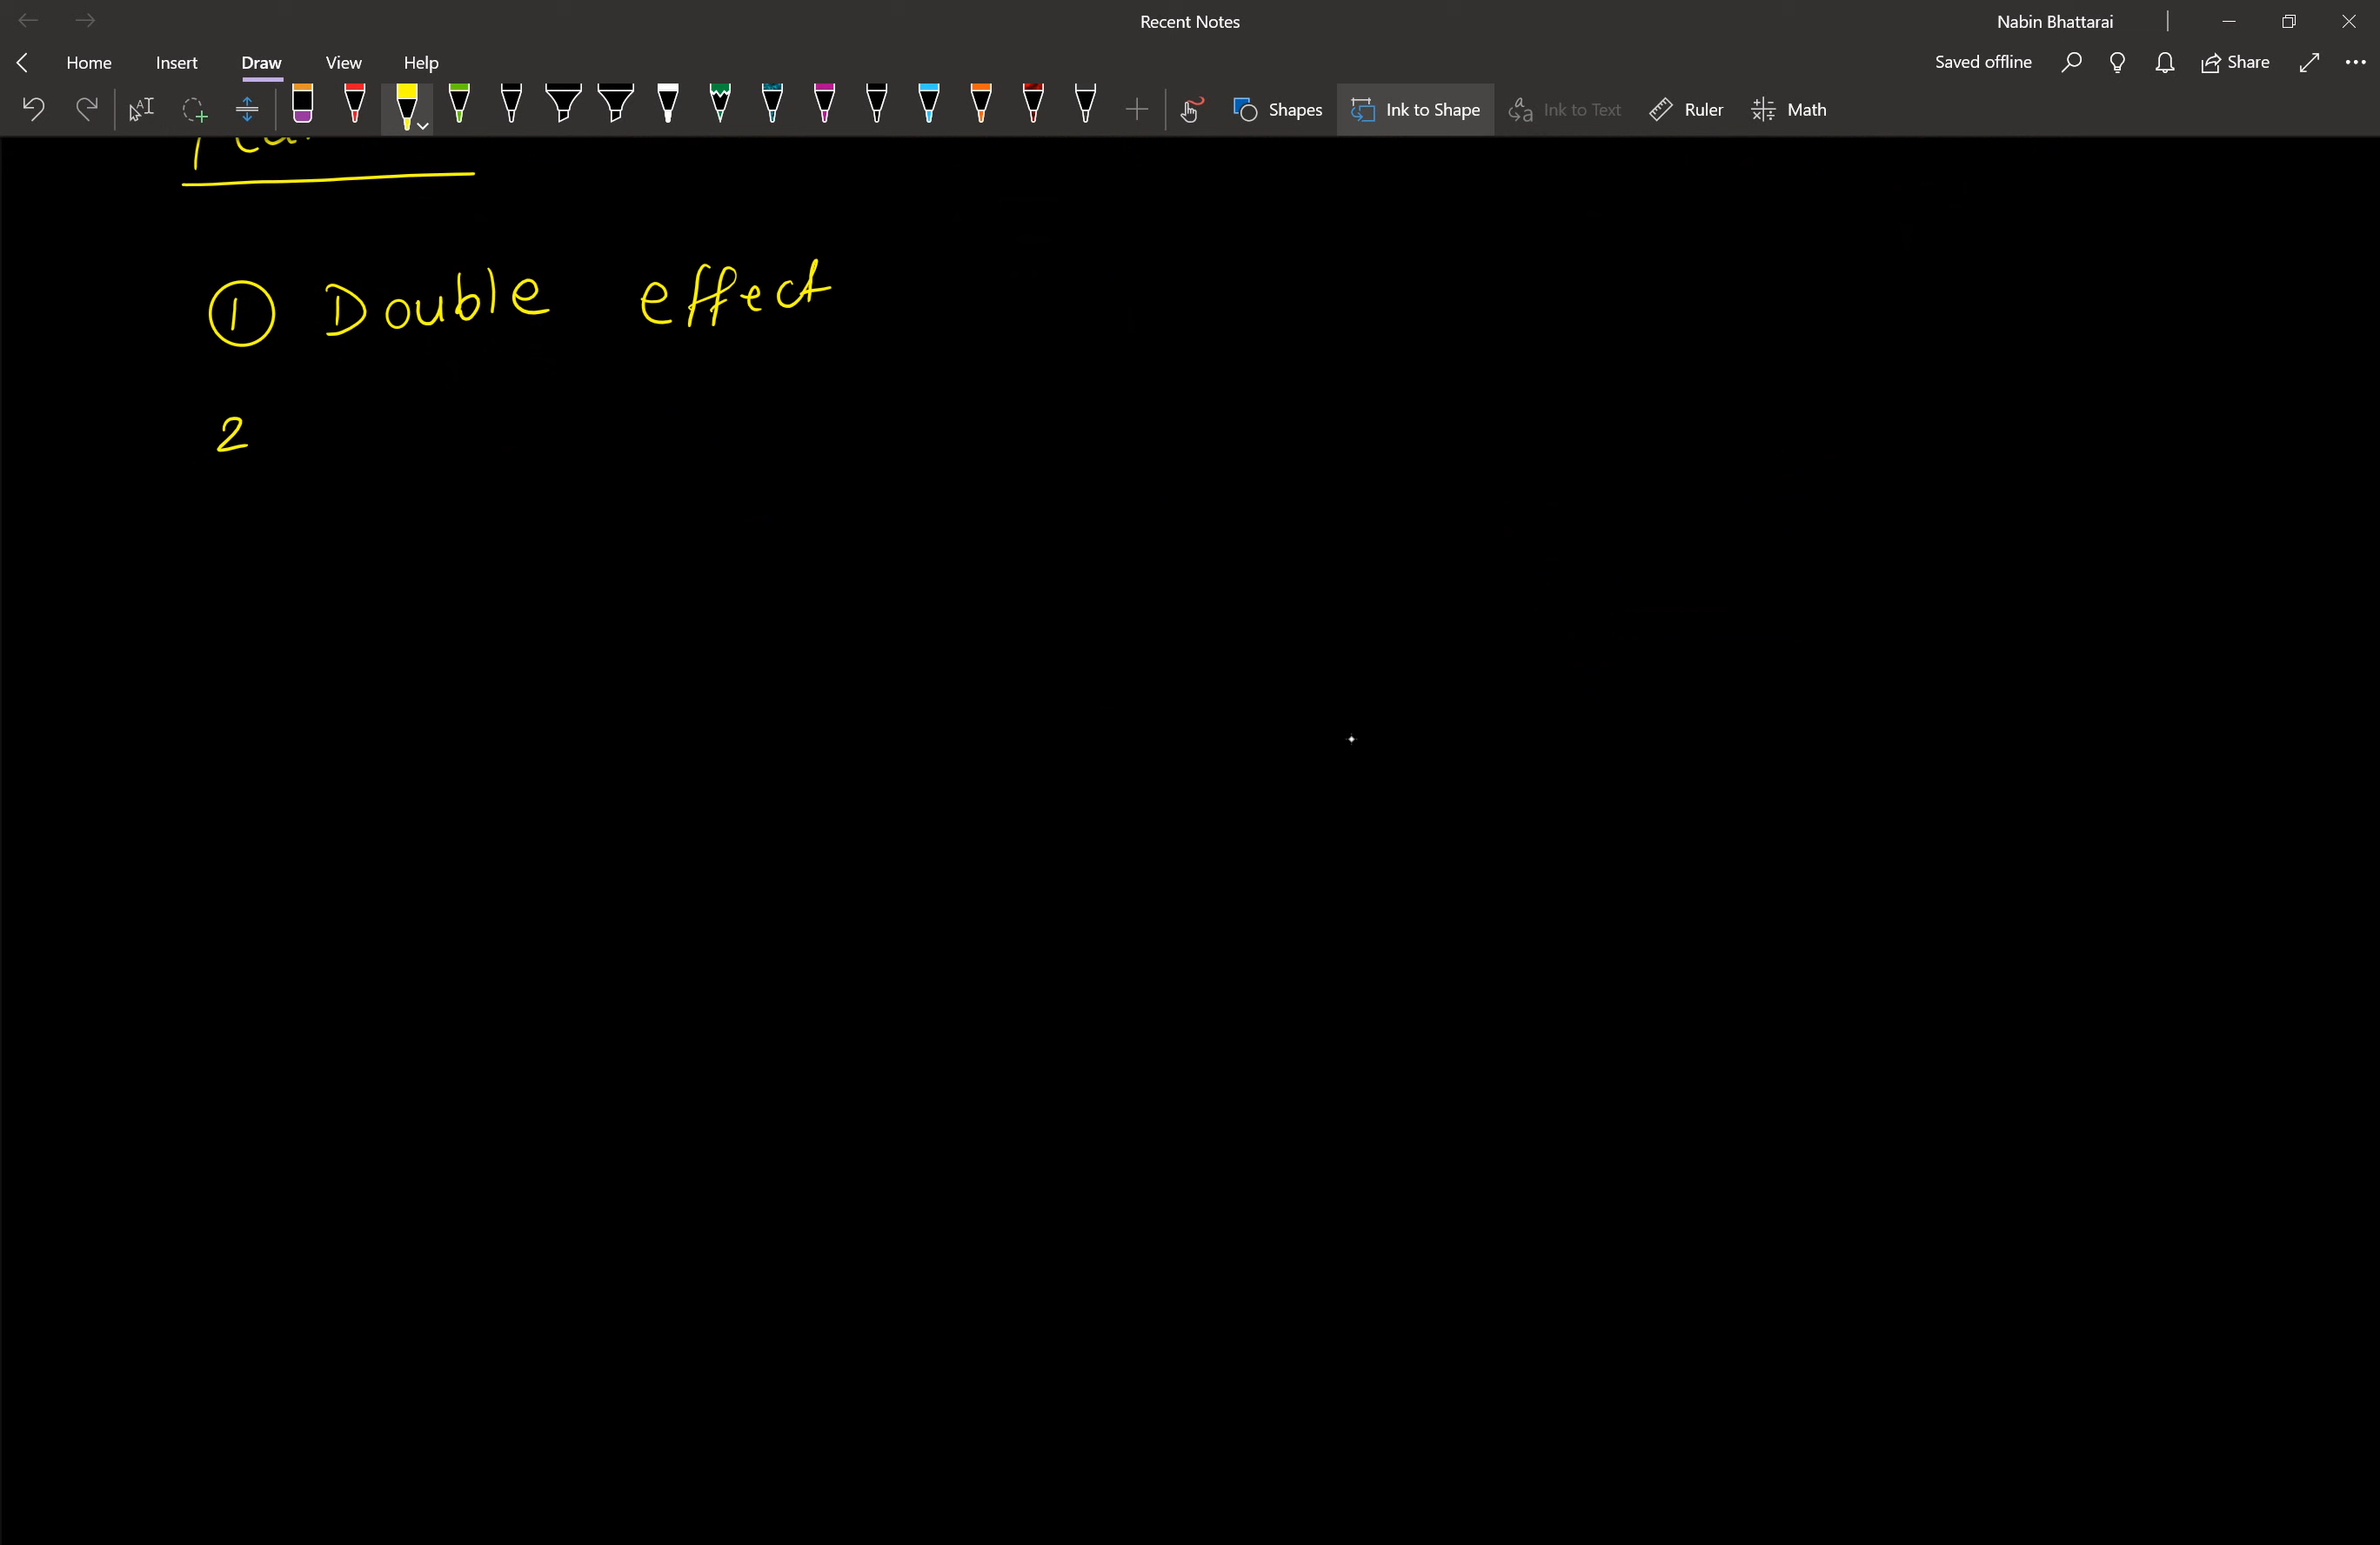 Recent Notes Nabin Bhattarai
Home Insert Draw View Help Saved offline Share
Shapes Ink to Shape Ink to Text Ruler Math
① Double effect
2